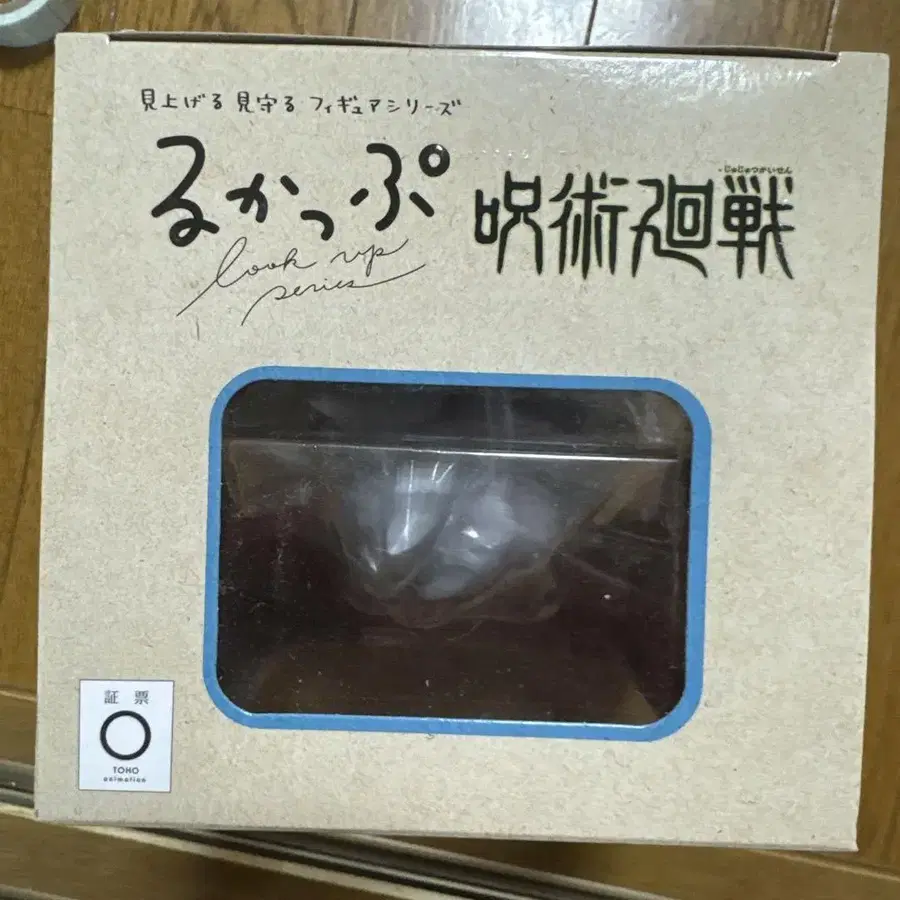 見上げる 見守る フィギュアシリーズ
るかっぷ
look up
series
じゅじゅつかいせん
呪術廻戦
証 票
TOHO
animation